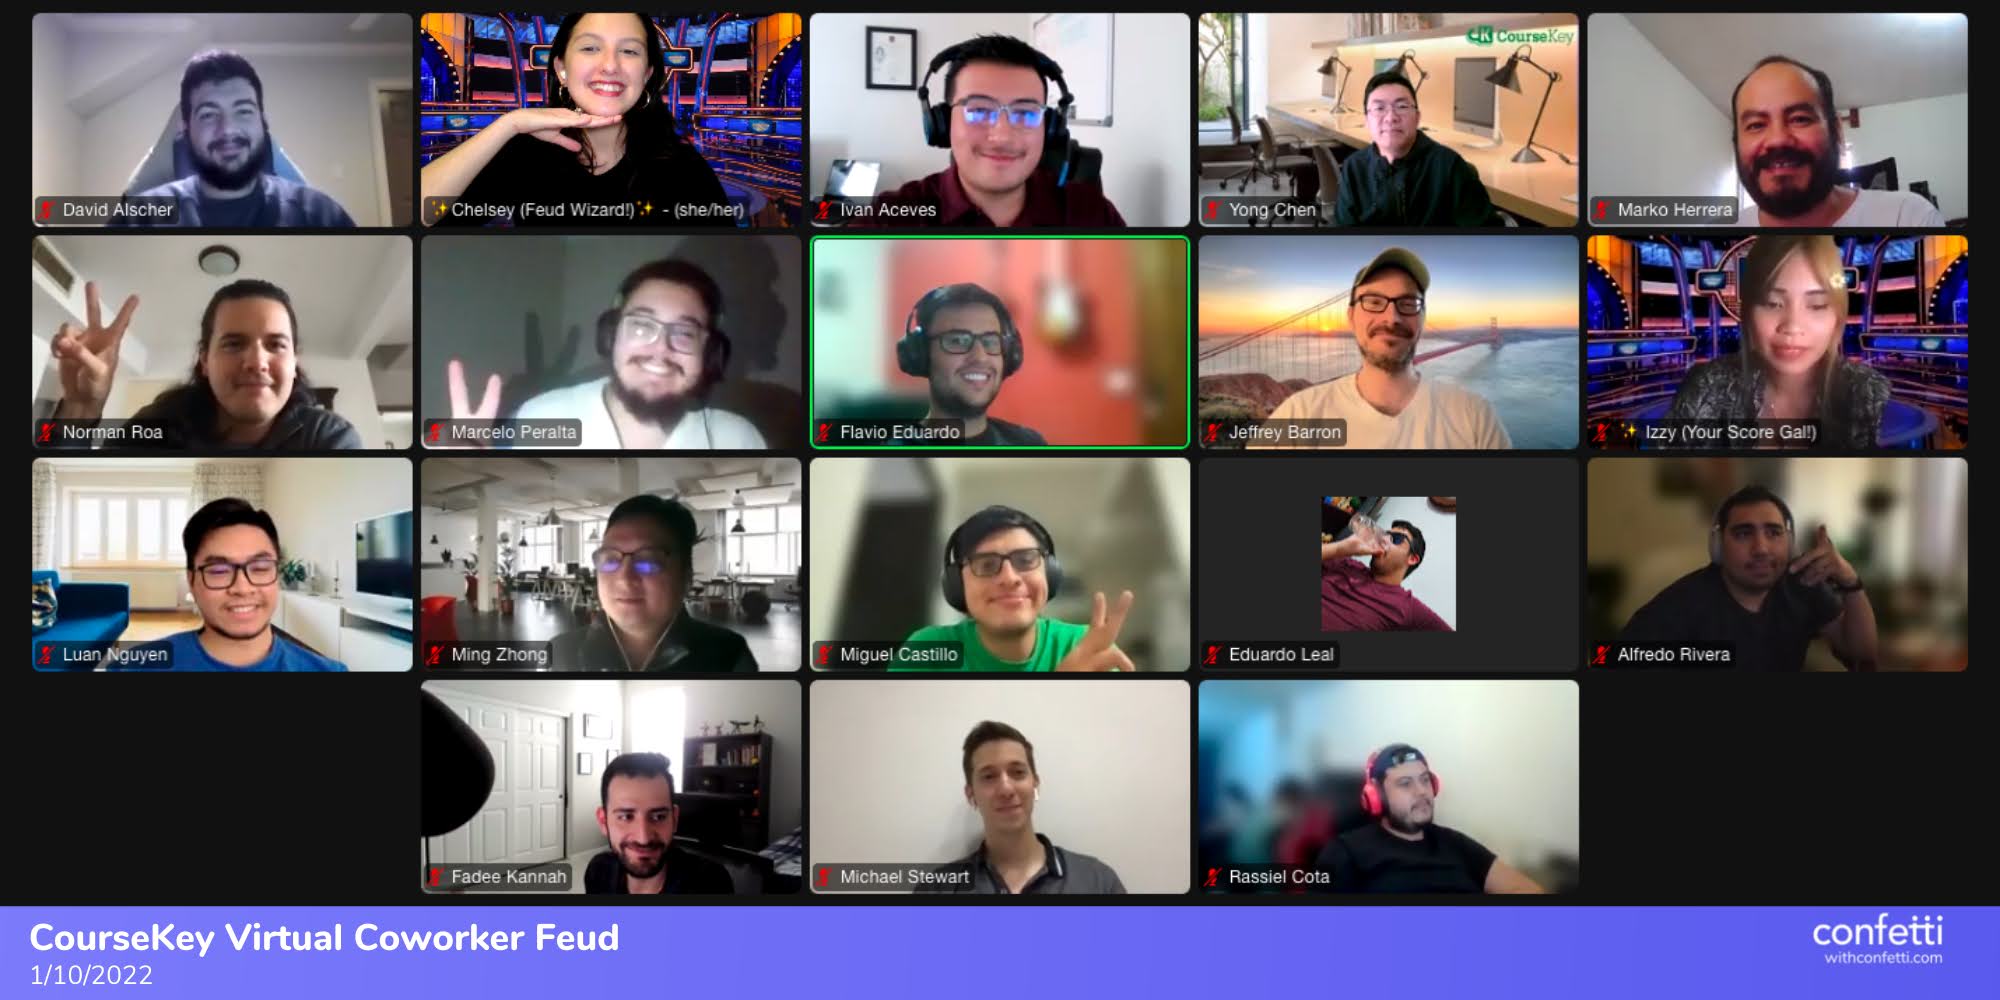 CourseKey
David Alscher
✨Chelsey (Feud Wizard!)✨ - (she/her)
Ivan Aceves
Yong Chen
Marko Herrera
Norman Roa
Marcelo Peralta
Flavio Eduardo
Jeffrey Barron
✨ Izzy (Your Score Gal!)
Luan Nguyen
Ming Zhong
Miguel Castillo
Eduardo Leal
Alfredo Rivera
Fadee Kannah
Michael Stewart
Rassiel Cota
CourseKey Virtual Coworker Feud
1/10/2022
confetti
withconfetti.com